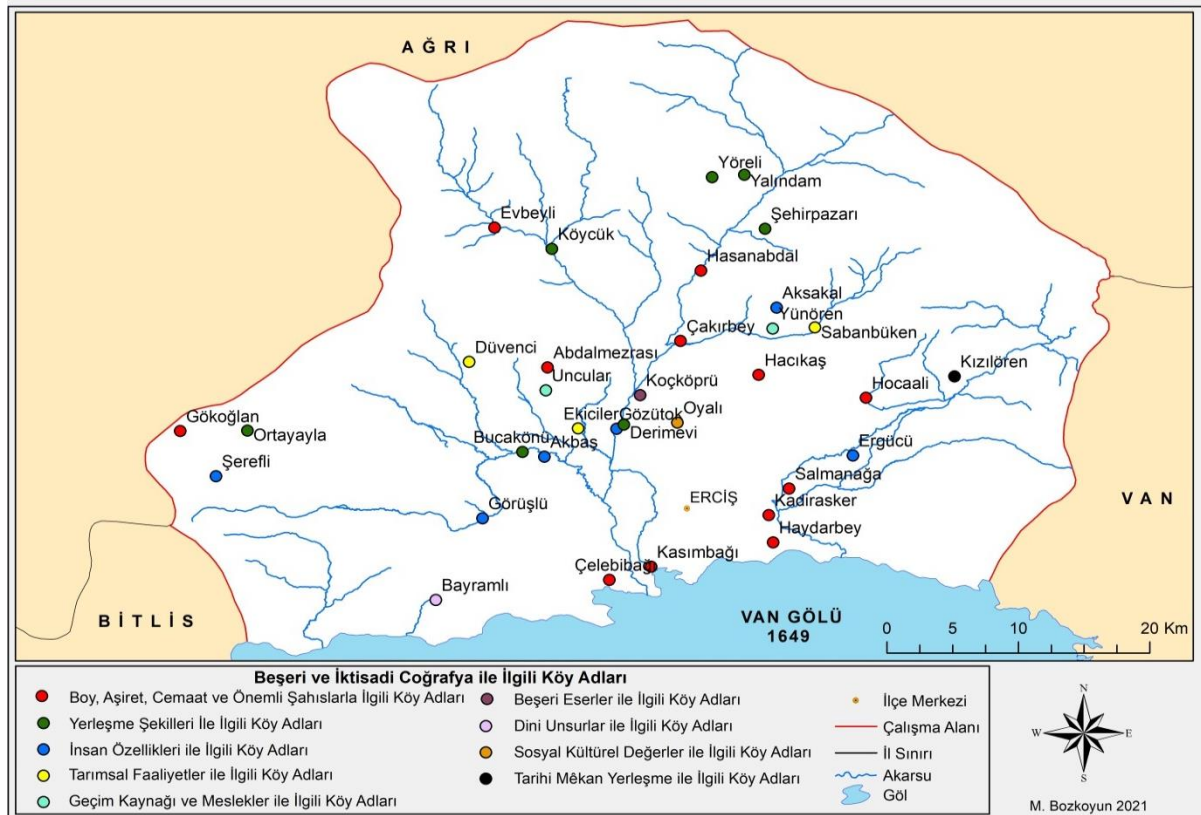 AĞRI
Yöreli
Yalındam
Evbeyli
Şehirpazarı
Köycük
Hasanabdal
Aksakal
Yünören
Sabanbüken
Çakırbey
Düvenci
Abdalmezrası
Uncular
Hacıkaş
Kızılören
Koçköprü
Hocaali
Gökoğlan
Ortayayla
Ekiciler
Gözütok
Oyalı
Derimevi
Bucakönü
Akbaş
Ergücü
Şerefli
Salmanağa
Görüşlü
ERCİŞ
Kadirasker
VAN
Haydarbey
Kasımbağı
Çelebibağı
Bayramlı
BİTLİS
VAN GÖLÜ
1649
0 5 10 20 Km
Beşeri ve İktisadi Coğrafya ile İlgili Köy Adları
Boy, Aşiret, Cemaat ve Önemli Şahıslarla İlgili Köy Adları
Yerleşme Şekilleri İle İlgili Köy Adları
İnsan Özellikleri ile İlgili Köy Adları
Tarımsal Faaliyetler ile İlgili Köy Adları
Geçim Kaynağı ve Meslekler ile İlgili Köy Adları
Beşeri Eserler ile İlgili Köy Adları
Dini Unsurlar ile İlgili Köy Adları
Sosyal Kültürel Değerler ile İlgili Köy Adları
Tarihi Mêkan Yerleşme ile İlgili Köy Adları
İlçe Merkezi
Çalışma Alanı
İl Sınırı
Akarsu
Göl
N
W E
S
M. Bozkoyun 2021